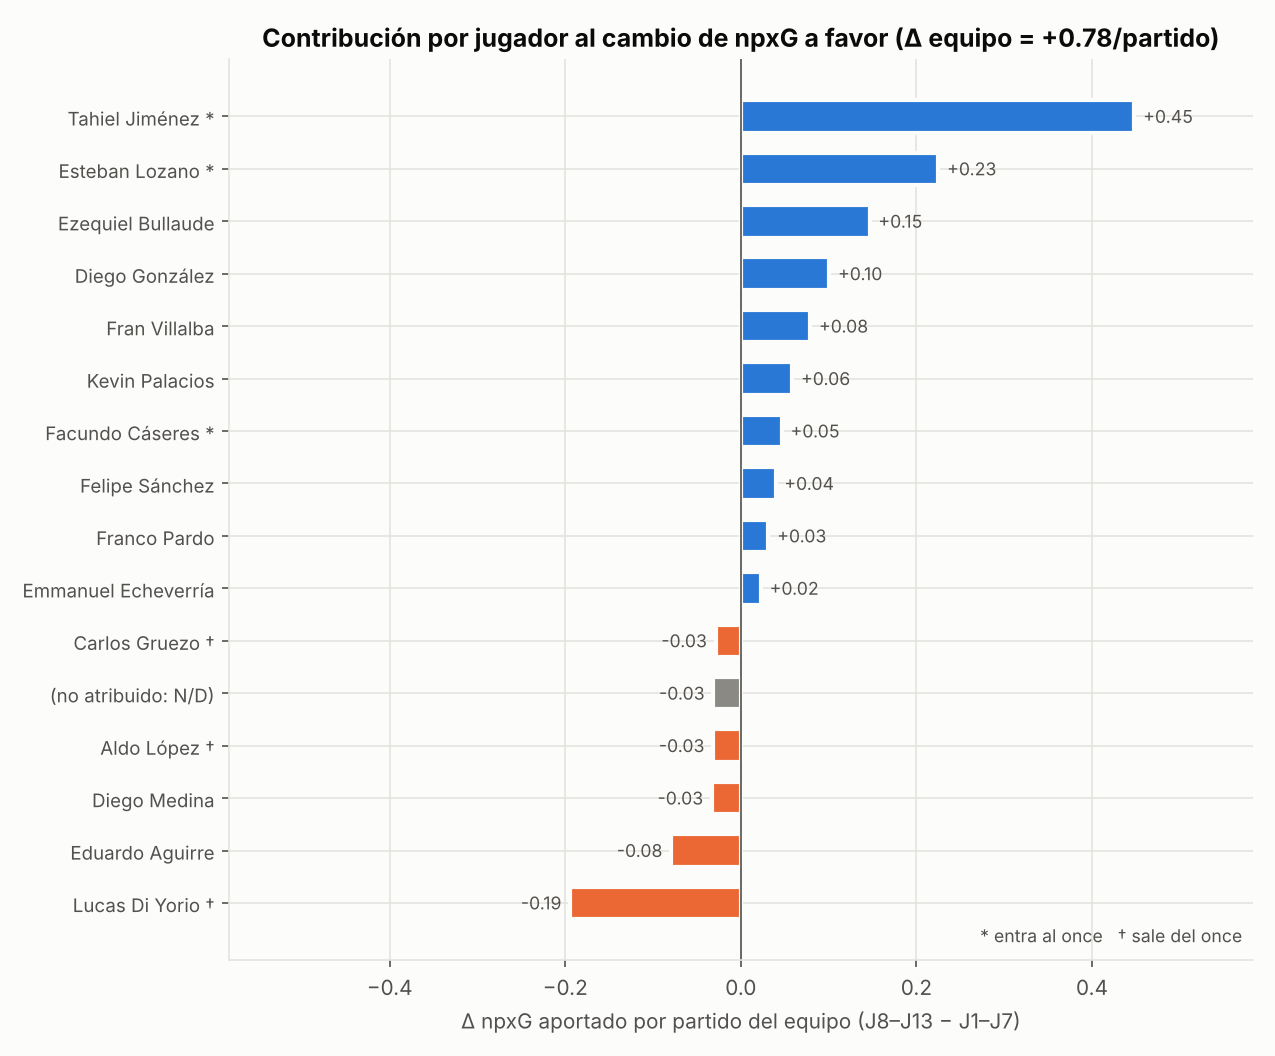 Contribución por jugador al cambio de npxG a favor (Δ equipo = +0.78/partido)
Tahiel Jiménez * +0.45
Esteban Lozano * +0.23
Ezequiel Bullaude +0.15
Diego González +0.10
Fran Villalba +0.08
Kevin Palacios +0.06
Facundo Cáseres * +0.05
Felipe Sánchez +0.04
Franco Pardo +0.03
Emmanuel Echeverría +0.02
Carlos Gruezo † -0.03
(no atribuido: N/D) -0.03
Aldo López † -0.03
Diego Medina -0.03
Eduardo Aguirre -0.08
Lucas Di Yorio † -0.19
* entra al once † sale del once
−0.4 −0.2 0.0 0.2 0.4
Δ npxG aportado por partido del equipo (J8–J13 − J1–J7)